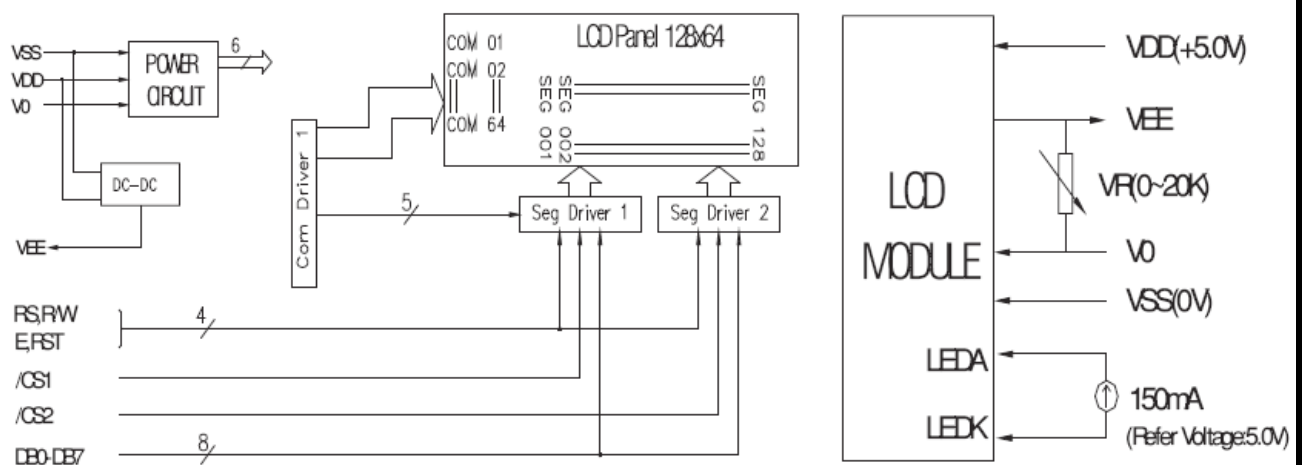 VSS
VDD
V0
POWER
CIRCUIT
6
DC-DC
VEE
Com Driver 1
LCD Panel 128x64
COM 01
COM 02
COM 64
SEG 001
SEG 002
SEG 128
5
Seg Driver 1
Seg Driver 2
RS,R/W
E,RST
4
/CS1
/CS2
DB0-DB7
8
LCD
MODULE
VDD(+5.0V)
VEE
VR(0~20K)
V0
VSS(0V)
LEDA
LEDK
150mA
(Refer Voltage:5.0V)